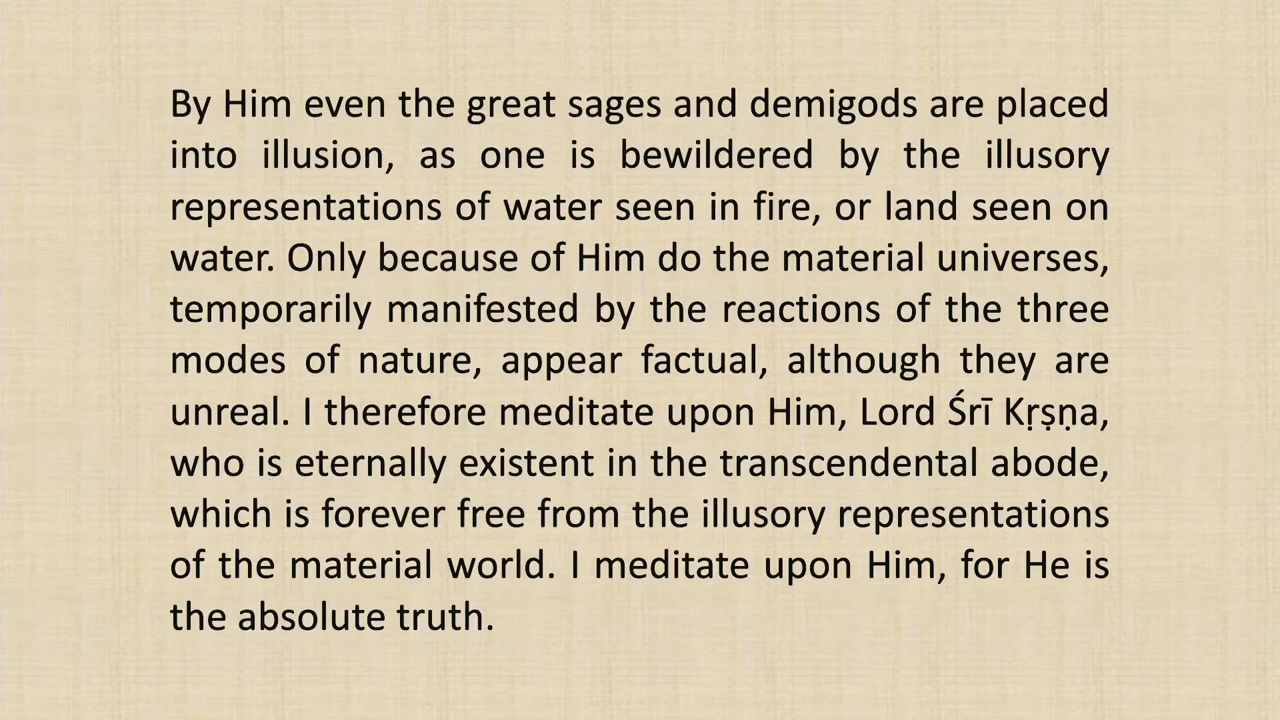 By Him even the great sages and demigods are placed
into illusion, as one is bewildered by the illusory
representations of water seen in fire, or land seen on
water. Only because of Him do the material universes,
temporarily manifested by the reactions of the three
modes of nature, appear factual, although they are
unreal. I therefore meditate upon Him, Lord Śrī Kṛṣṇa,
who is eternally existent in the transcendental abode,
which is forever free from the illusory representations
of the material world. I meditate upon Him, for He is
the absolute truth.